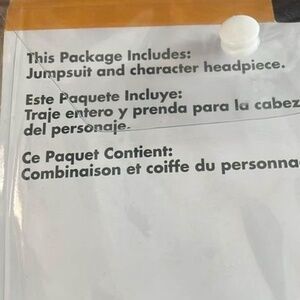 This Package Includes:
Jumpsuit and character headpiece.
Este Paquete Incluye:
Traje entero y prenda para la cabez
del personaje.
Ce Paquet Contient:
Combinaison et coiffe du personna